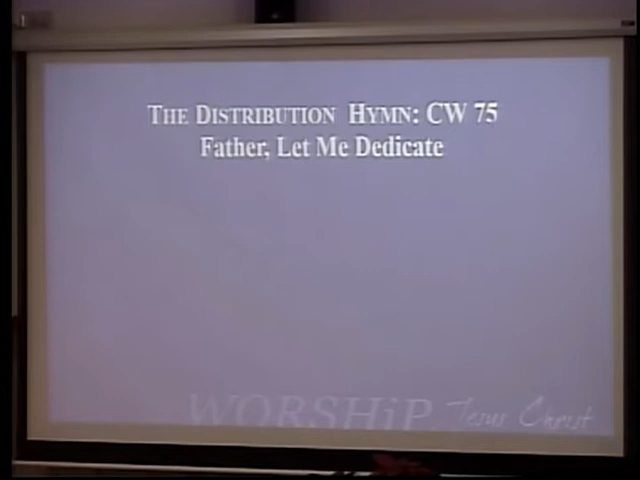 THE DISTRIBUTION HYMN: CW 75
Father, Let Me Dedicate
WORSHiP Jesus Christ